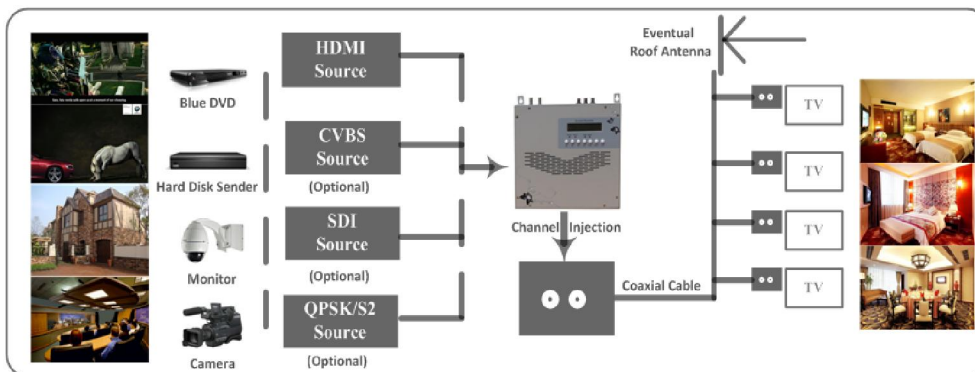 Blue DVD
Hard Disk Sender
Monitor
Camera
HDMI
Source
CVBS
Source
(Optional)
SDI
Source
(Optional)
QPSK/S2
Source
(Optional)
Channel Injection
Coaxial Cable
Eventual
Roof Antenna
TV
TV
TV
TV